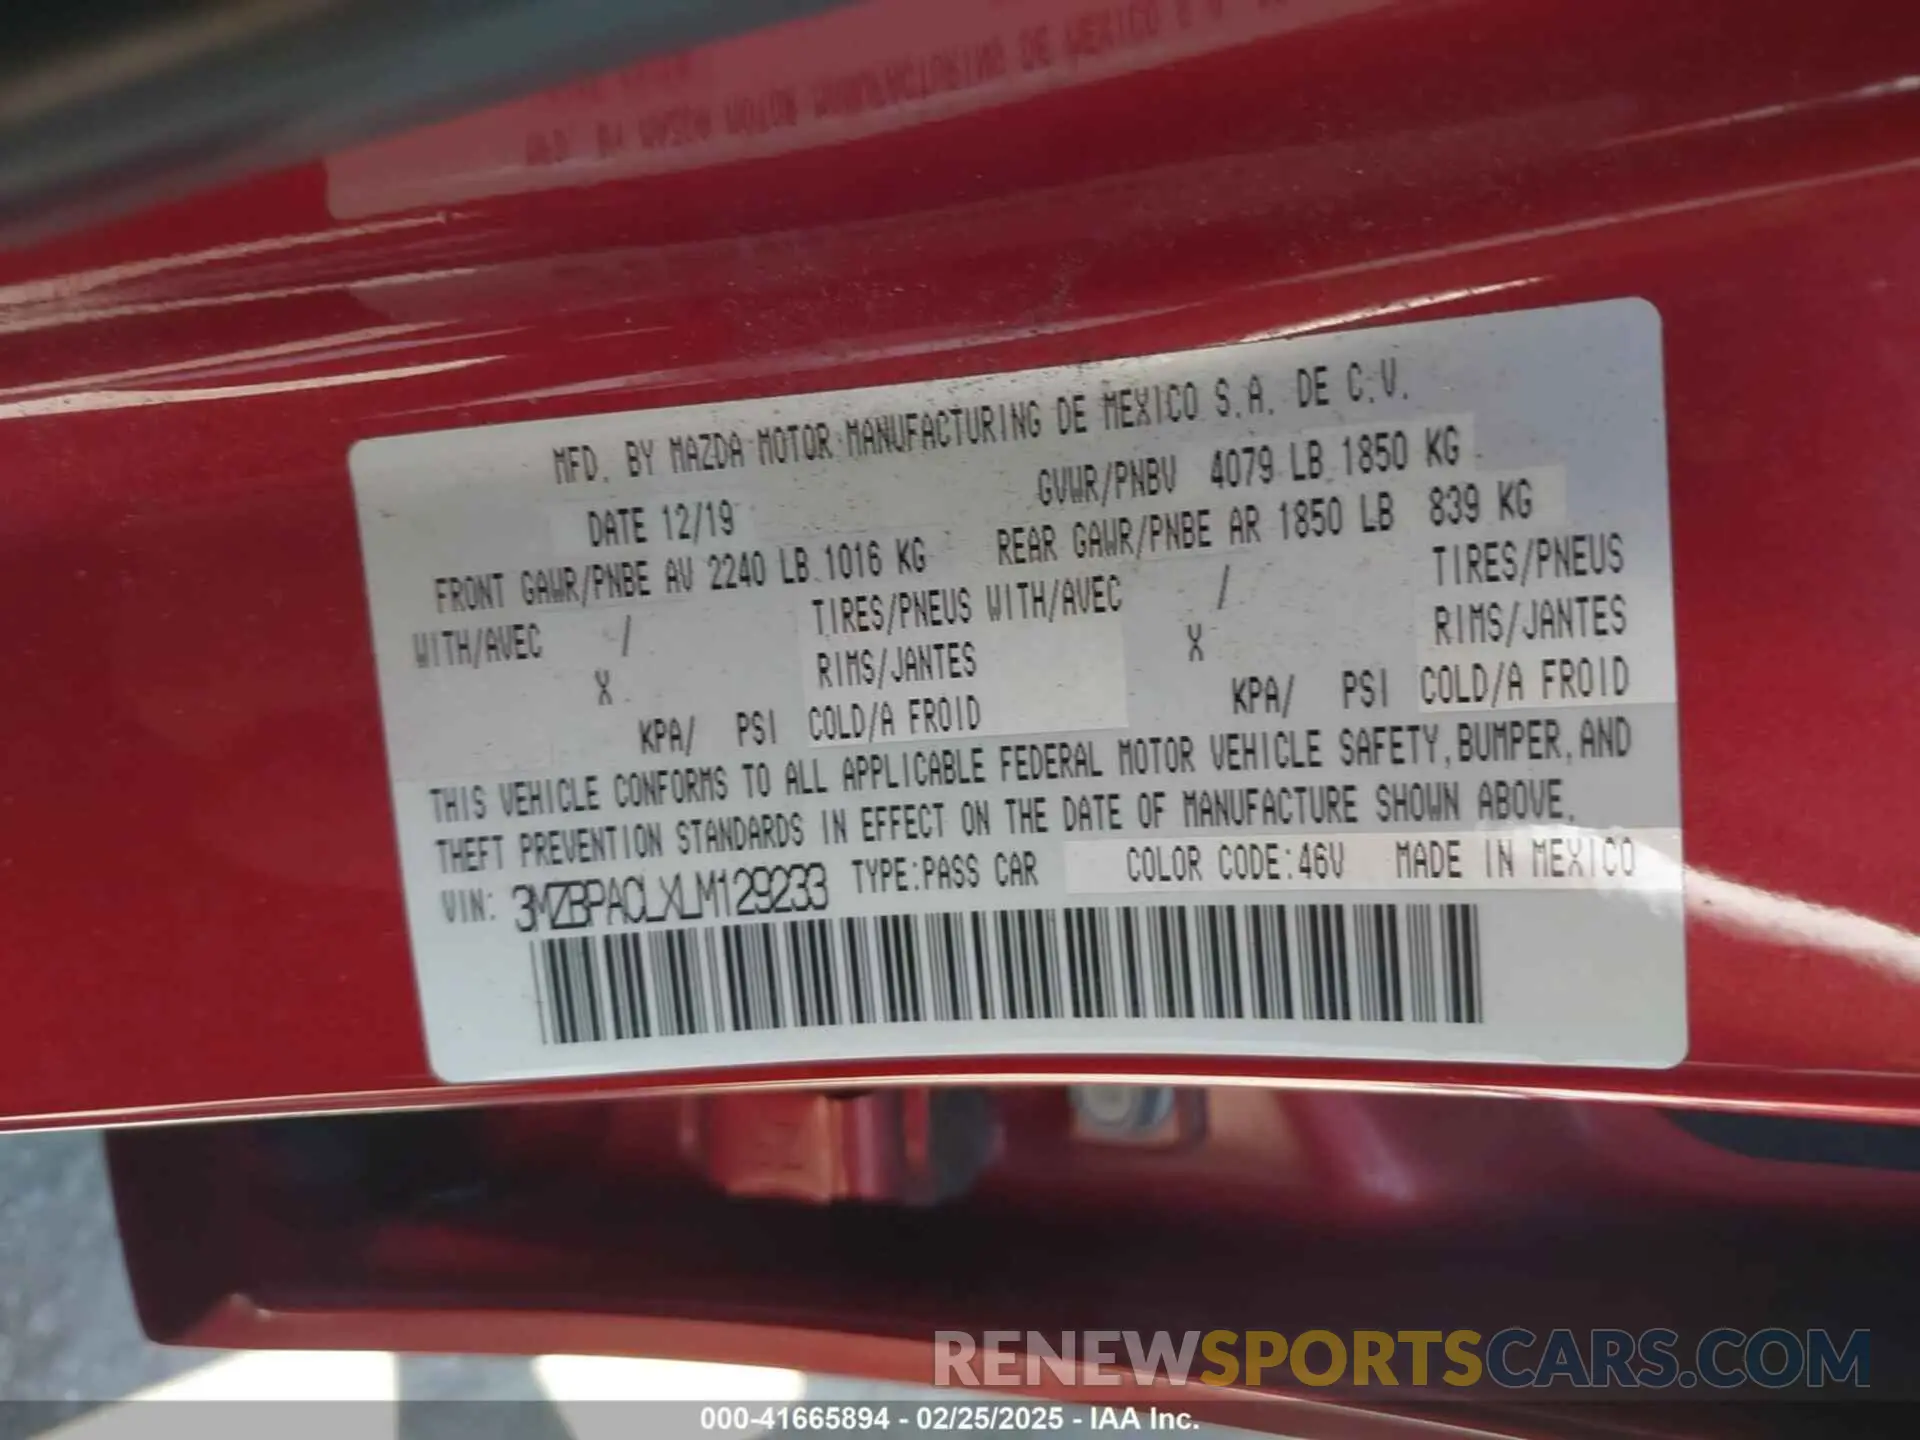 MFD. BY MAZDA MOTOR MANUFACTURING DE MEXICO S.A. DE C.V.
DATE 12/19 GVWR/PNBV 4079 LB 1850 KG
FRONT GAWR/PNBE AV 2240 LB 1016 KG REAR GAWR/PNBE AR 1850 LB 839 KG
WITH/AVEC / TIRES/PNEUS WITH/AVEC / TIRES/PNEUS
X RIMS/JANTES X RIMS/JANTES
KPA/ PSI COLD/A FROID KPA/ PSI COLD/A FROID
THIS VEHICLE CONFORMS TO ALL APPLICABLE FEDERAL MOTOR VEHICLE SAFETY, BUMPER, AND
THEFT PREVENTION STANDARDS IN EFFECT ON THE DATE OF MANUFACTURE SHOWN ABOVE.
VIN: 3MZBPACLXLM129233 TYPE:PASS CAR COLOR CODE:46V MADE IN MEXICO
RENEWSPORTSCARS.COM
000-41665894 - 02/25/2025 - IAA Inc.